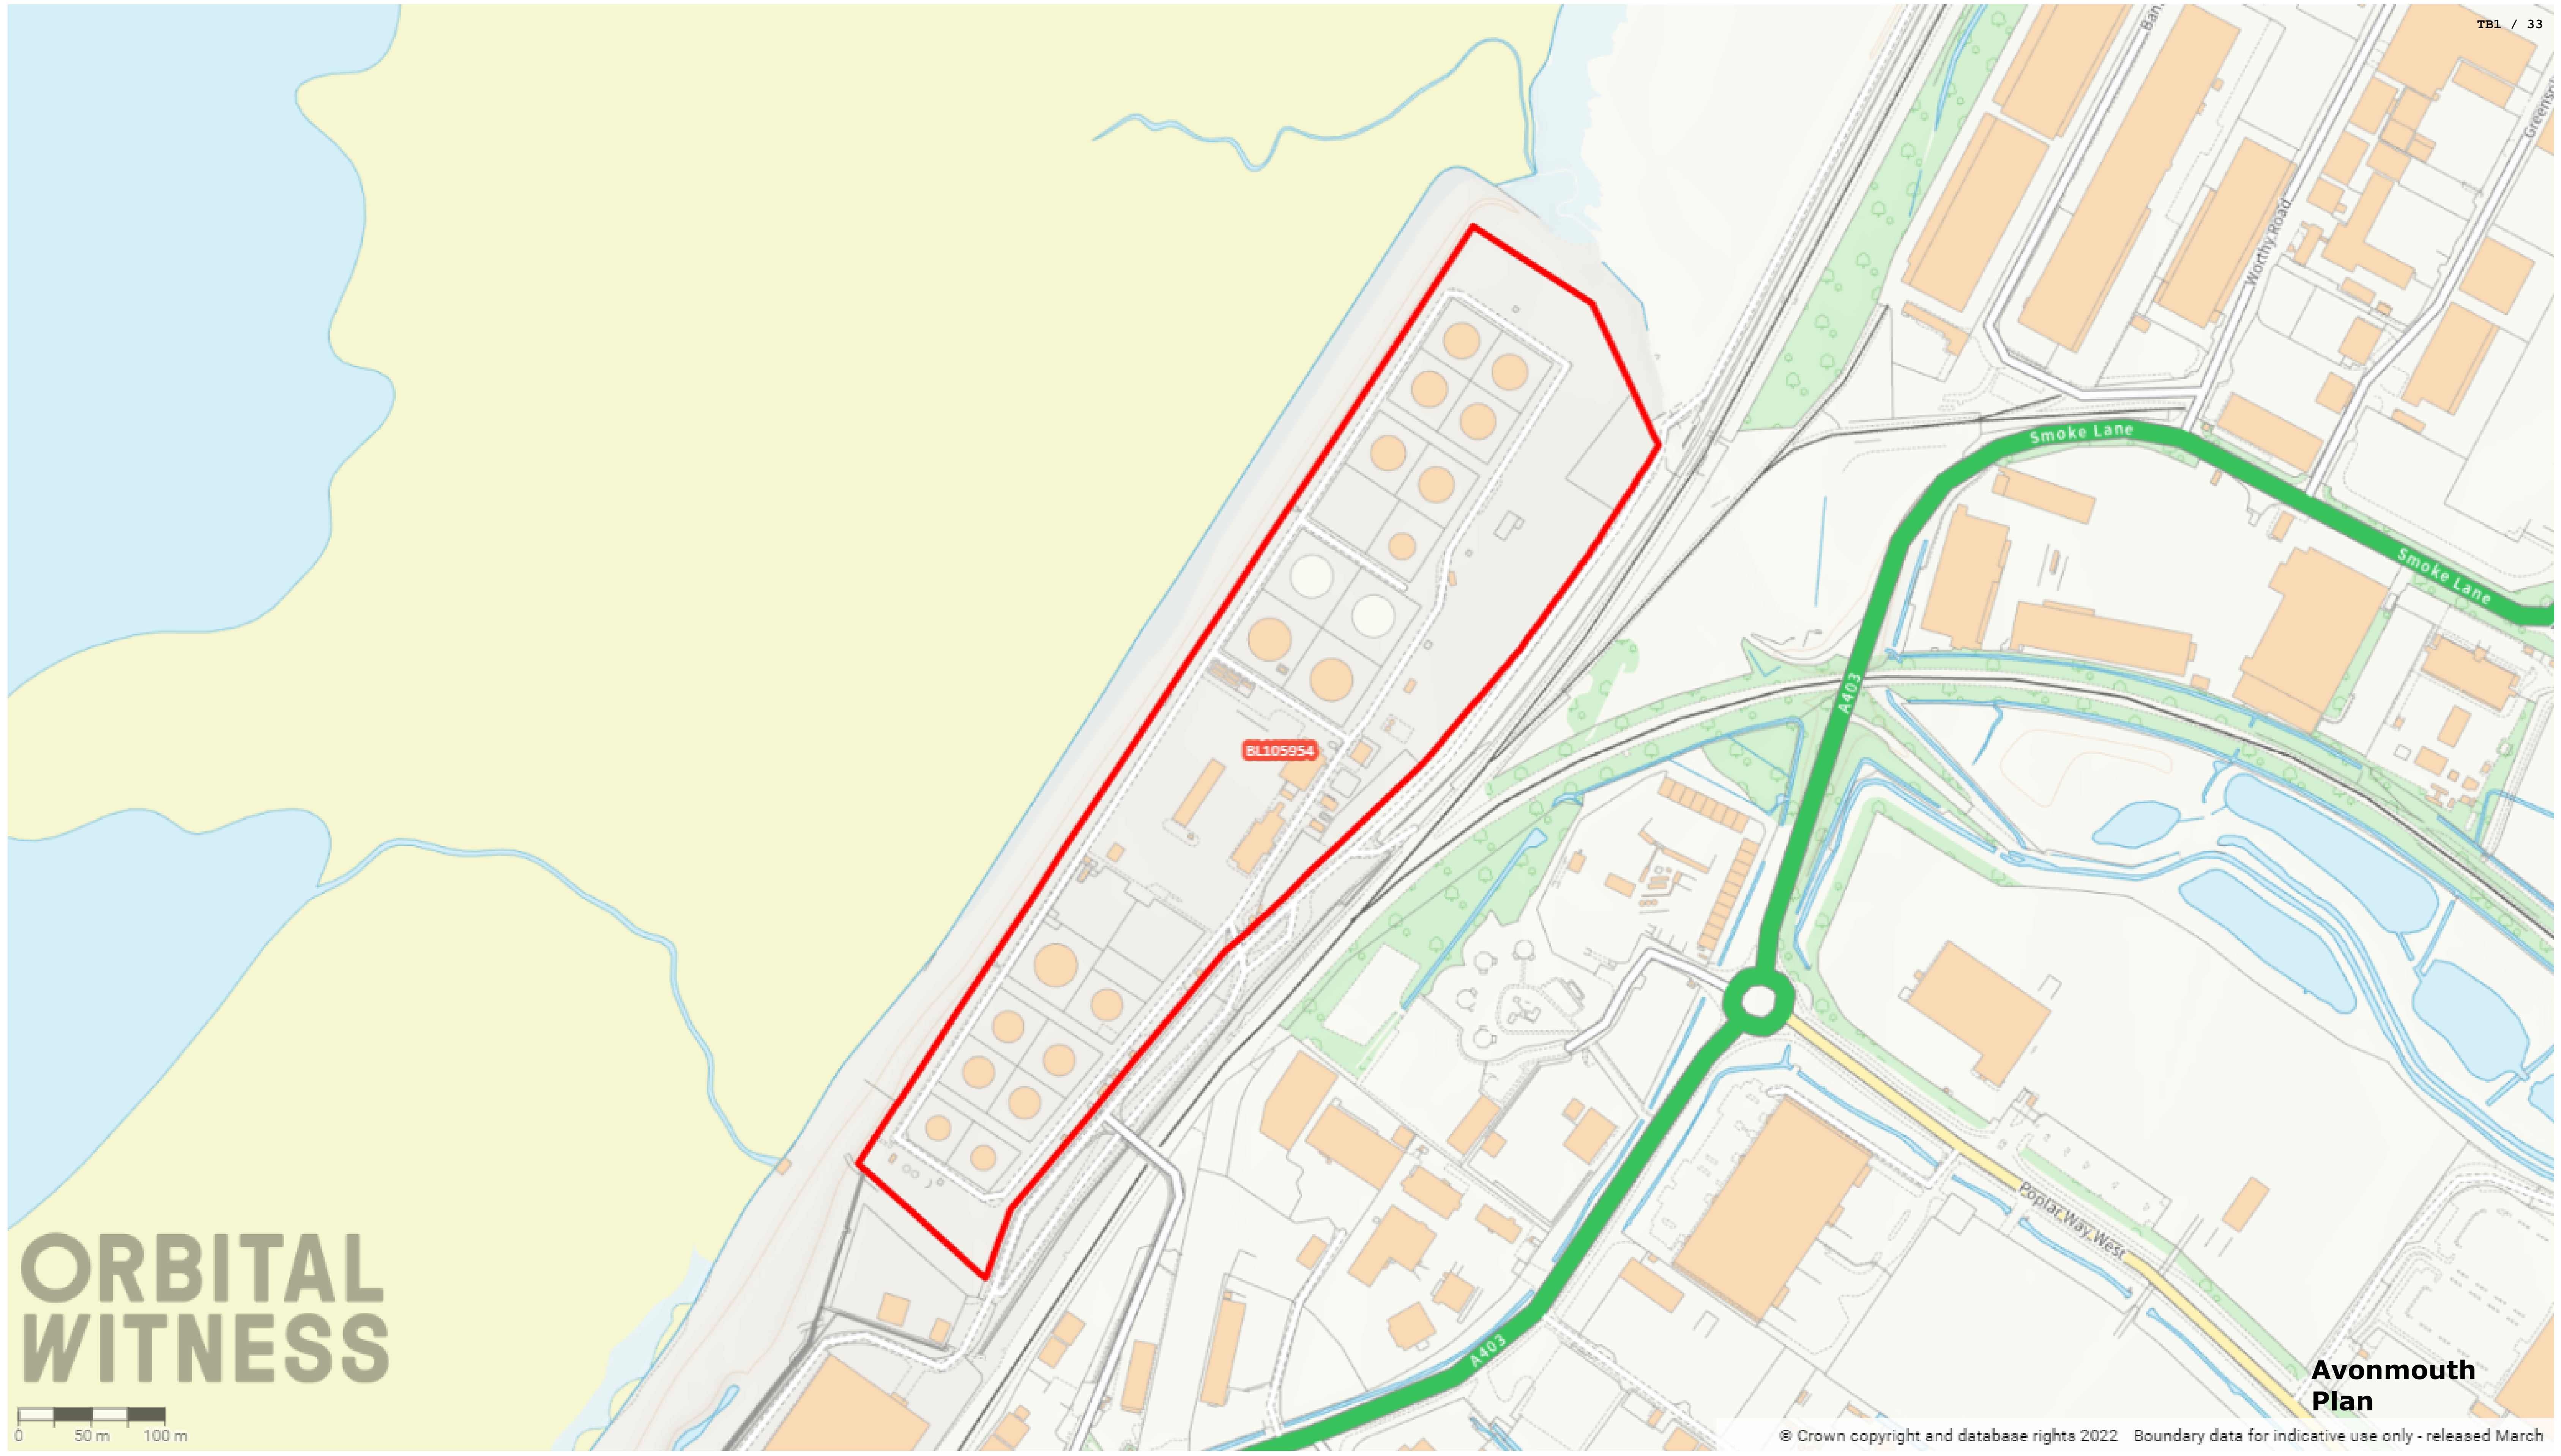 TB1 / 33
Worthy Road
Smoke Lane
Smoke Lane
A403
BL105954
Poplar Way West
A403
ORBITAL
WITNESS
0 50 m 100 m
Avonmouth
Plan
© Crown copyright and database rights 2022 Boundary data for indicative use only - released March